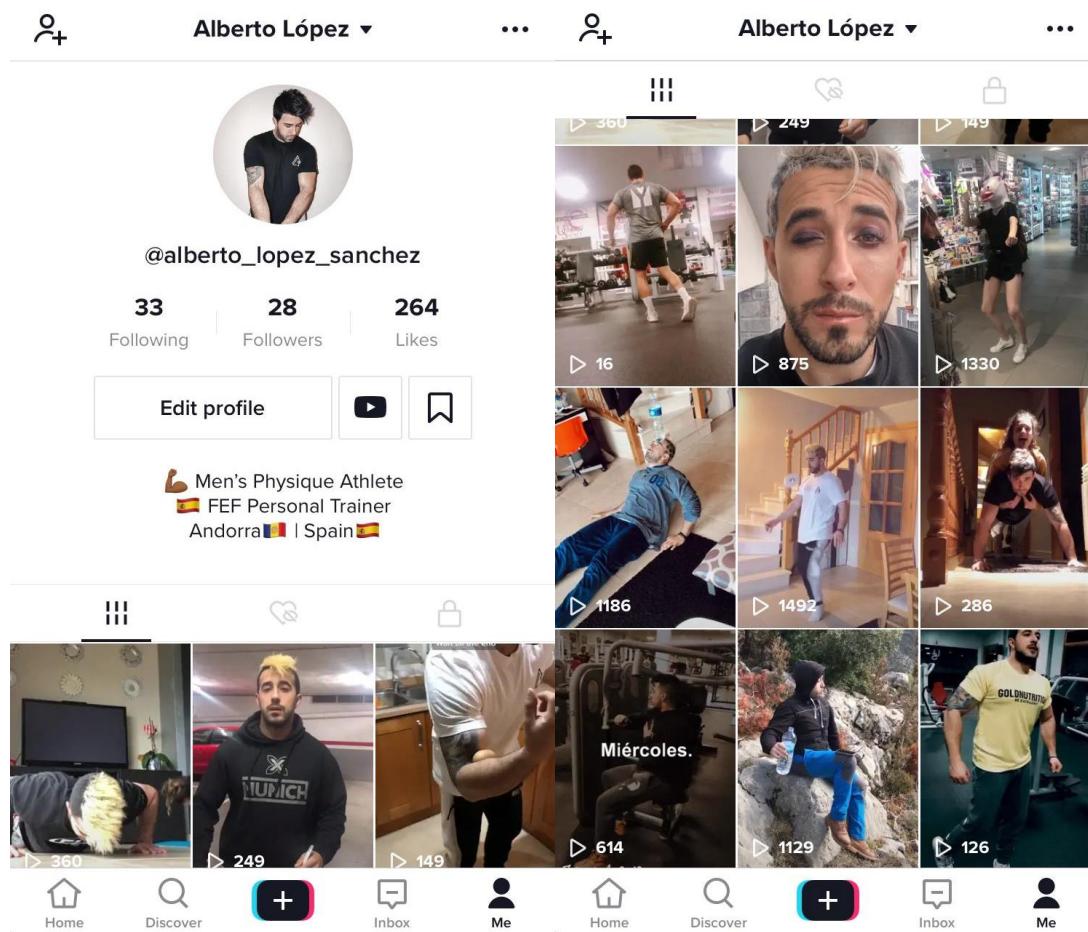 Alberto López
@alberto_lopez_sanchez
33
28
264
Following
Followers
Likes
Edit profile
💪🏾 Men's Physique Athlete
🇪🇸 FEF Personal Trainer
Andorra🇦🇩 | Spain🇪🇸
MUNICH
360
249
149
Home
Discover
Inbox
Me
Alberto López
360
249
149
16
875
1330
1186
1492
286
Miércoles.
GOLDNUTRITION
614
1129
126
Home
Discover
Inbox
Me